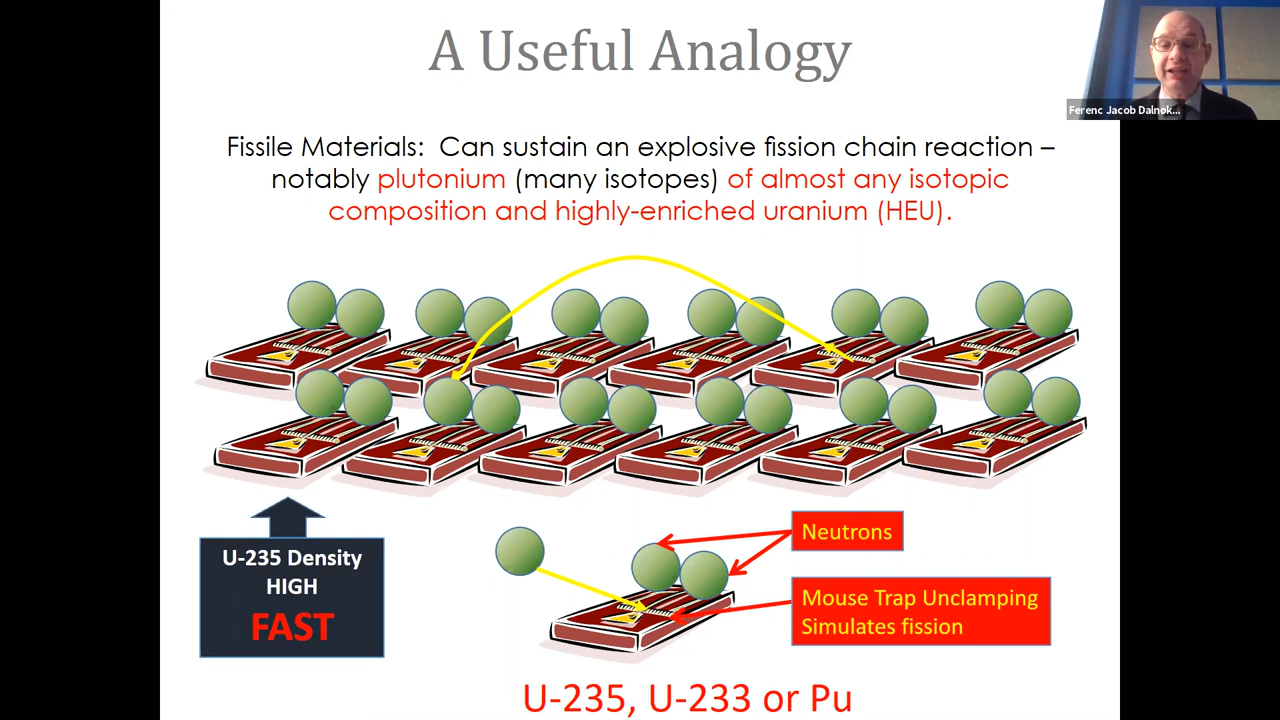 A Useful Analogy
Ferenc Jacob Dalnok...
Fissile Materials: Can sustain an explosive fission chain reaction –
notably plutonium (many isotopes) of almost any isotopic
composition and highly-enriched uranium (HEU).
U-235 Density
HIGH
FAST
Neutrons
Mouse Trap Unclamping
Simulates fission
U-235, U-233 or Pu